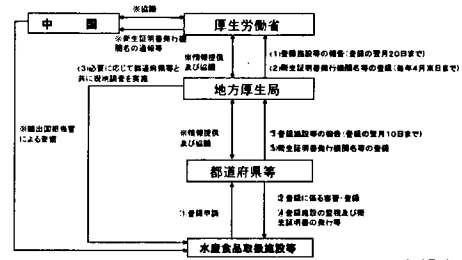 ※協議
中　国
厚生労働省
※衛生証明書発行機
関名の通報等
※情報提供
及び協議
(1)登録施設等の報告(登録の翌月20日まで)
(2)衛生証明書発行機関名等の登録(毎年4月末日まで)
(3)必要に応じて都道府県等と
共に現地調査を実施
地方厚生局
※輸出国担当官
による査察
※情報提供
及び協議
登録施設等の報告(登録の翌月10日まで)
衛生証明書発行機関名等の登録
都道府県等
登録申請
登録に係る審査・登録
登録施設の監視及び衛
生証明書の発行等
水産食品取扱施設等